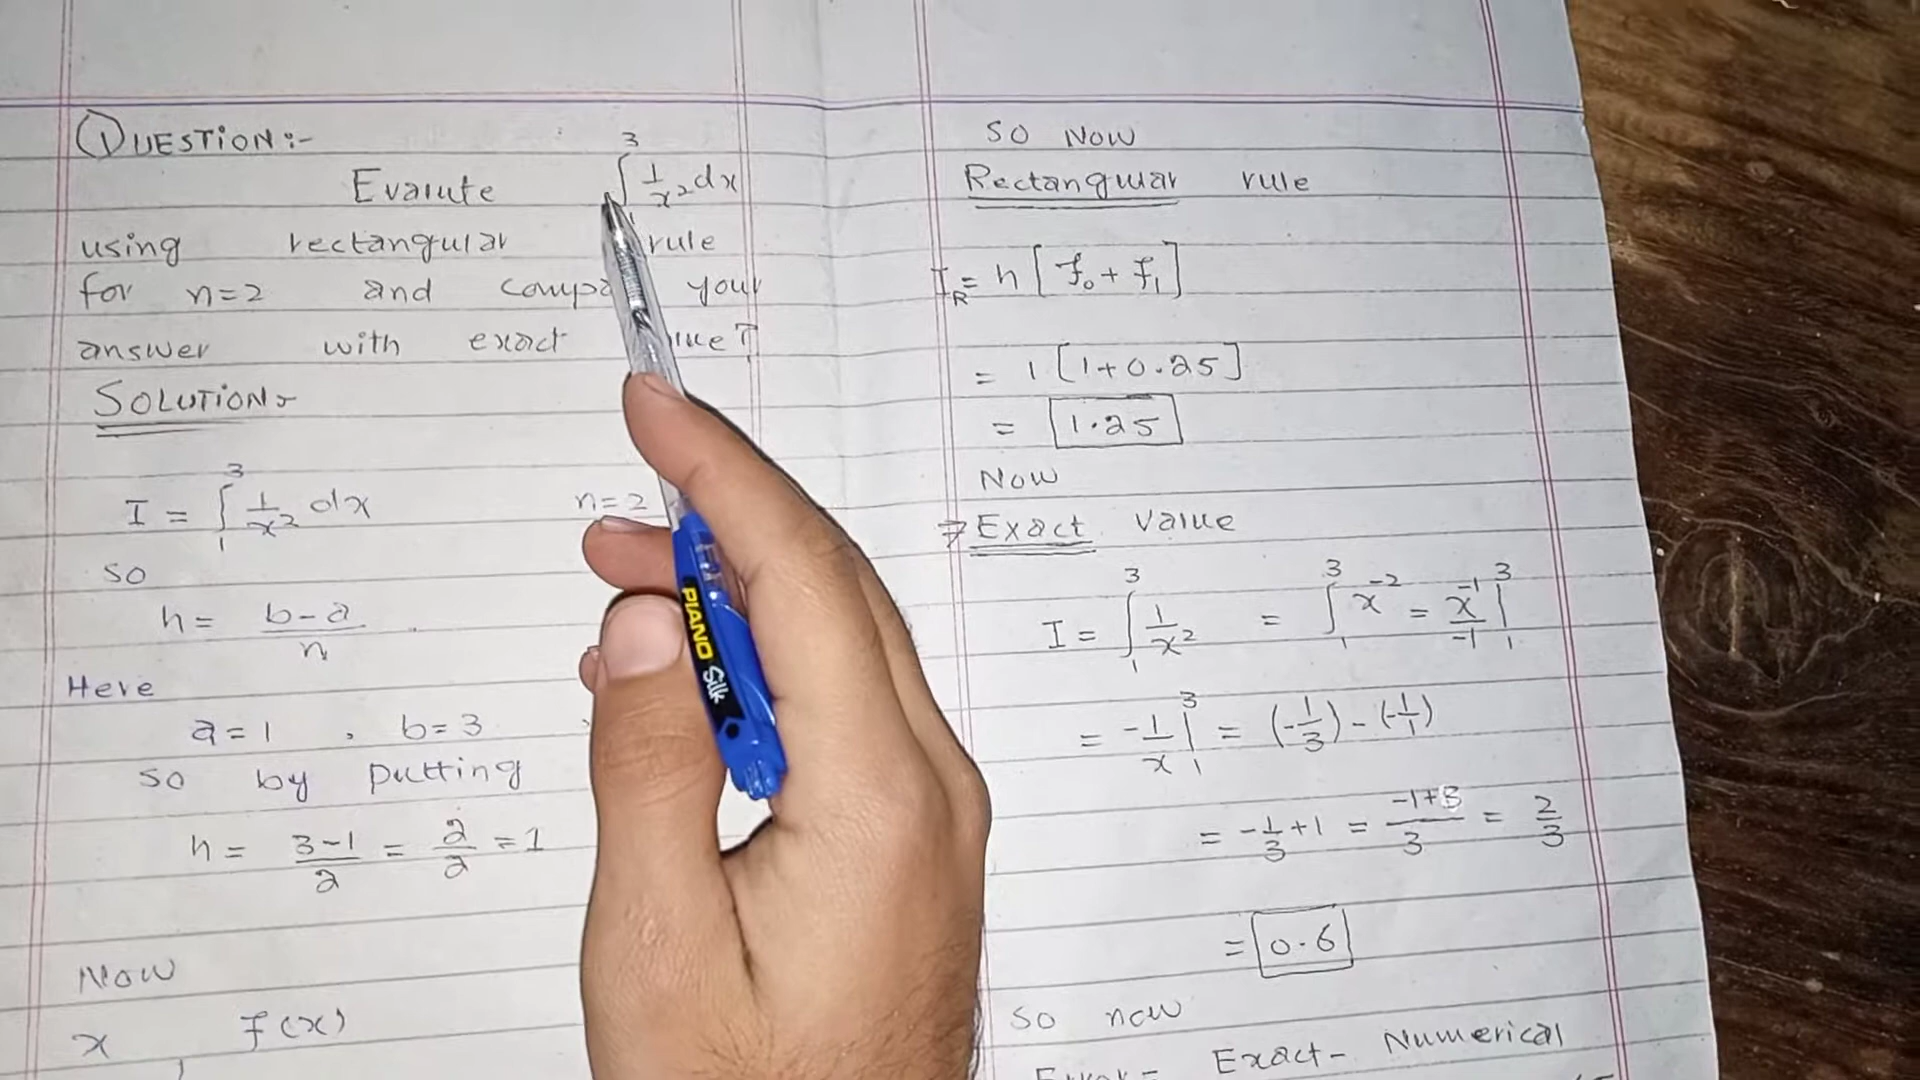 QUESTION:-
Evalute ∫₁³ 1/x² dx
using rectangular rule
for n=2 and your
answer with exact
SOLUTION:-
I = ∫₁³ 1/x² dx n=2
so
h = b-a/n
Here
a=1 , b=3
so by putting
h = 3-1/2 = 2/2 = 1
Now
x f(x)
SO NOW
Rectangular rule
I_R = h [f₀ + f₁]
= 1 [1+0.25]
= 1.25
Now
⇒ Exact value
I = ∫₁³ 1/x² = ∫₁³ x⁻² = x⁻¹/-1 |₁³
= -1/x |₁³ = (-1/3) - (-1/1)
= -1/3 + 1 = -1+3/3 = 2/3
= 0.6
so now
Error = Exact - Numerical
PIANO Silk